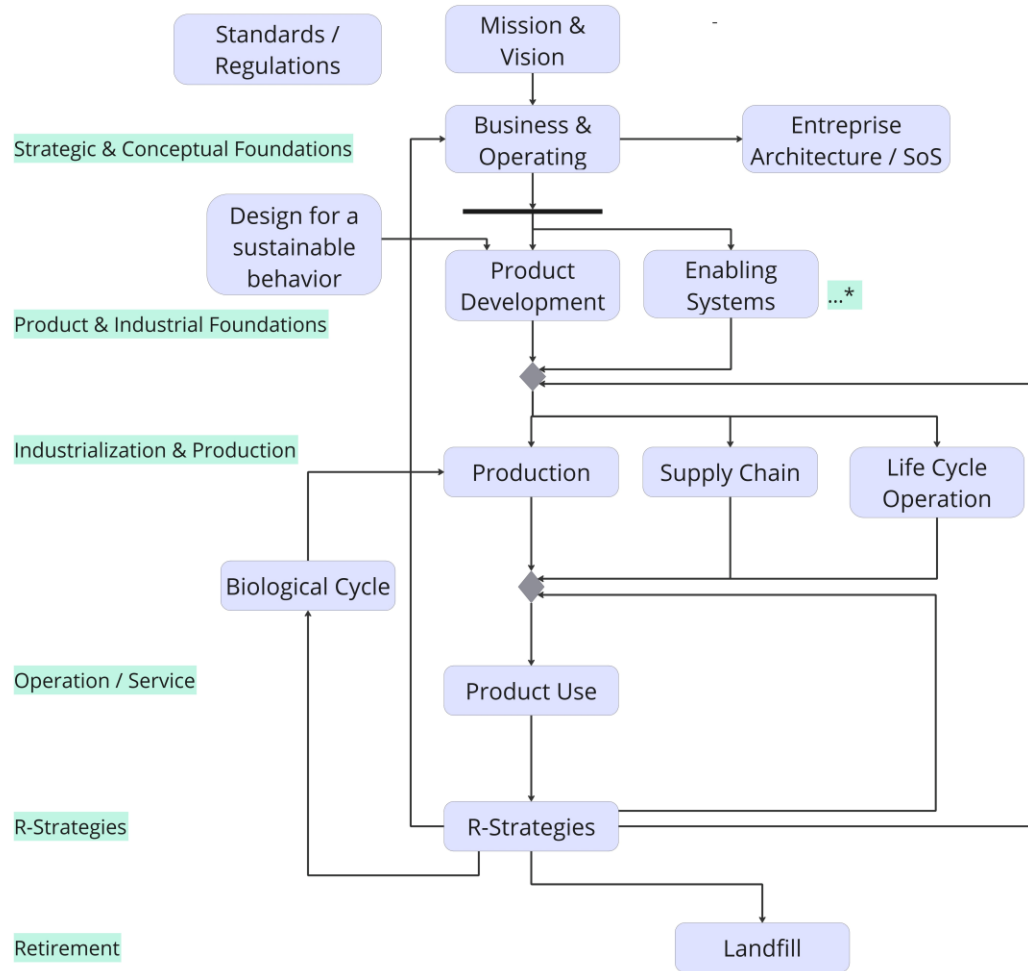 Standards /
Regulations
Mission &
Vision
-
Strategic & Conceptual Foundations
Business &
Operating
Entreprise
Architecture / SoS
Design for a
sustainable
behavior
Product
Development
Enabling
Systems
...*
Product & Industrial Foundations
Industrialization & Production
Production
Supply Chain
Life Cycle
Operation
Biological Cycle
Operation / Service
Product Use
R-Strategies
R-Strategies
Landfill
Retirement